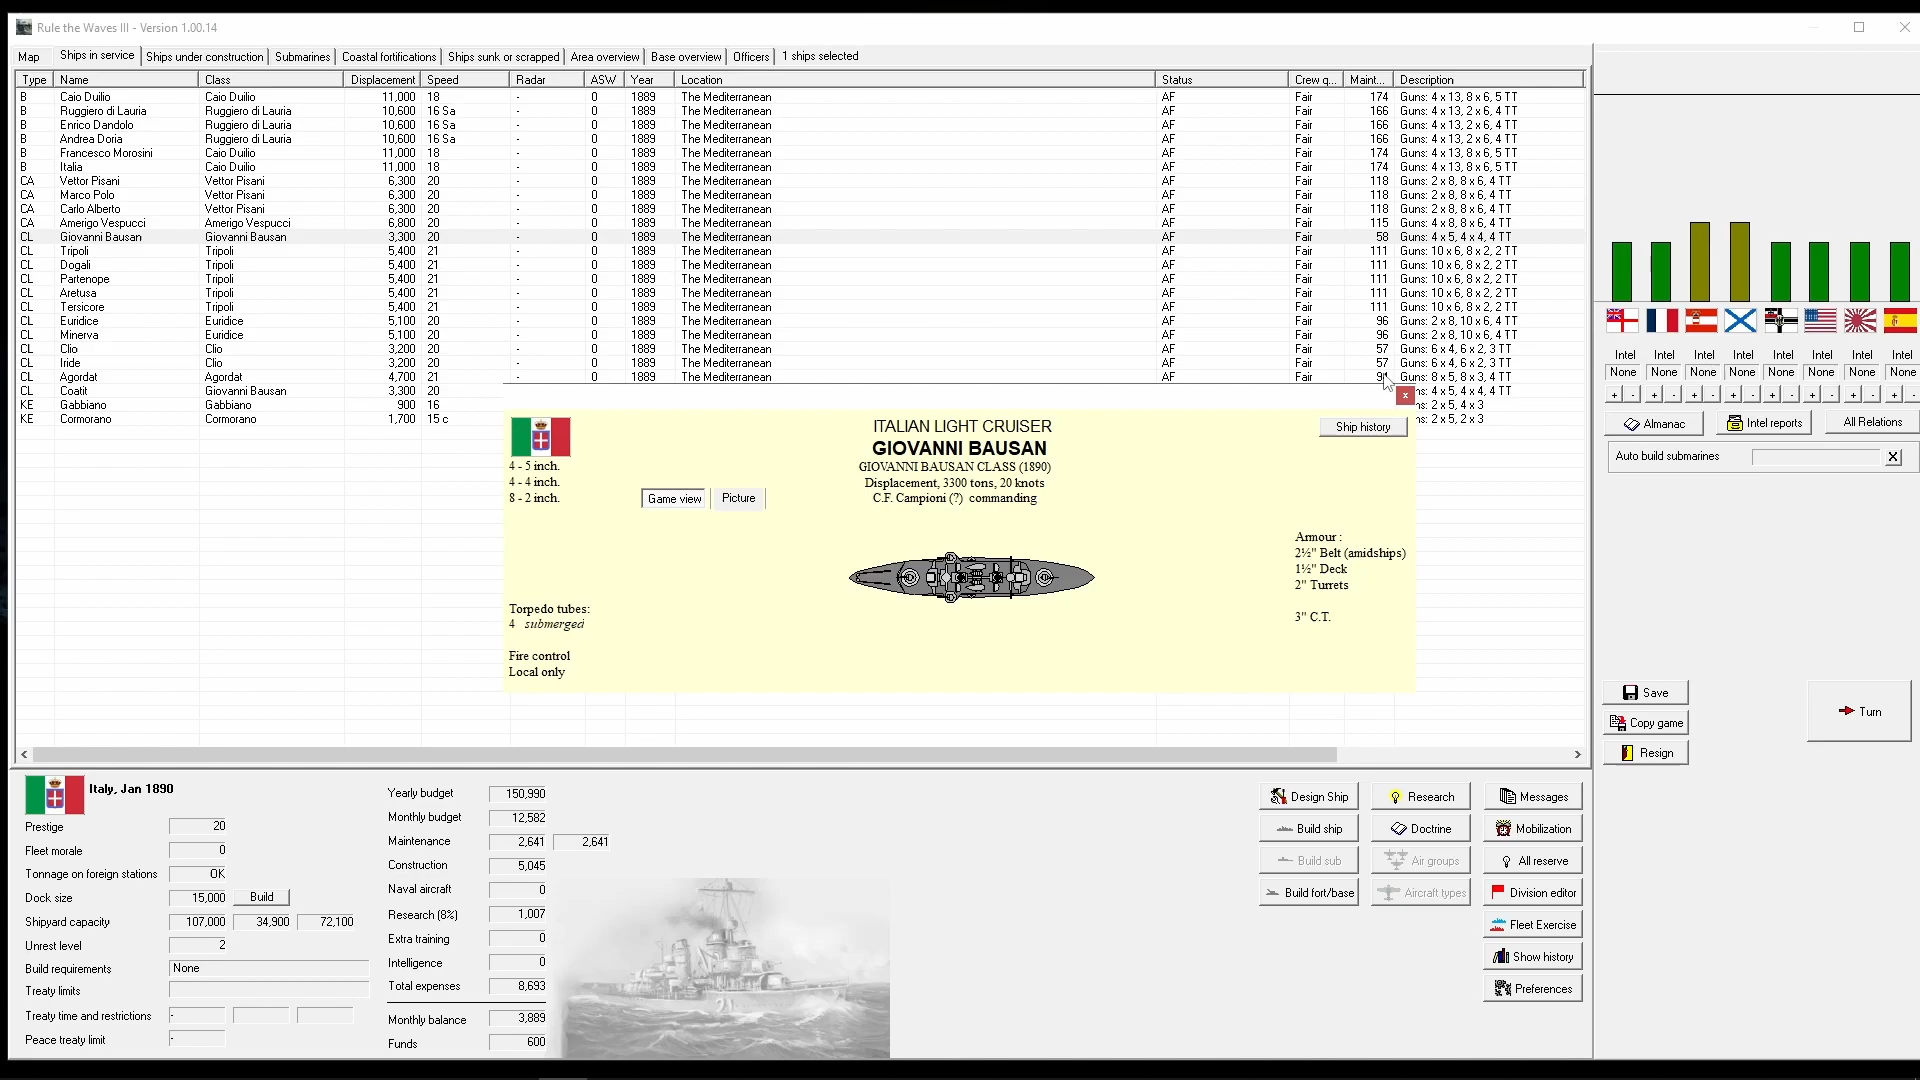 Rule the Waves III - Version 1.00.14
Map Ships in service Ships under construction Submarines Coastal fortifications Ships sunk or scrapped Area overview Base overview Officers 1 ships selected
Type Name Class Displacement Speed Radar ASW Year Location Status Crew q... Maint... Description
B Caio Duilio Caio Duilio 11,000 18 - 0 1889 The Mediterranean AF Fair 174 Guns: 4 x 13, 8 x 6, 5 TT
B Ruggiero di Lauria Ruggiero di Lauria 10,600 16 Sa - 0 1889 The Mediterranean AF Fair 166 Guns: 4 x 13, 2 x 6, 4 TT
B Enrico Dandolo Ruggiero di Lauria 10,600 16 Sa - 0 1889 The Mediterranean AF Fair 166 Guns: 4 x 13, 2 x 6, 4 TT
B Andrea Doria Ruggiero di Lauria 10,600 16 Sa - 0 1889 The Mediterranean AF Fair 166 Guns: 4 x 13, 2 x 6, 4 TT
B Francesco Morosini Caio Duilio 11,000 18 - 0 1889 The Mediterranean AF Fair 174 Guns: 4 x 13, 8 x 6, 5 TT
B Italia Caio Duilio 11,000 18 - 0 1889 The Mediterranean AF Fair 174 Guns: 4 x 13, 8 x 6, 5 TT
CA Vettor Pisani Vettor Pisani 6,300 20 - 0 1889 The Mediterranean AF Fair 118 Guns: 2 x 8, 8 x 6, 4 TT
CA Marco Polo Vettor Pisani 6,300 20 - 0 1889 The Mediterranean AF Fair 118 Guns: 2 x 8, 8 x 6, 4 TT
CA Carlo Alberto Vettor Pisani 6,300 20 - 0 1889 The Mediterranean AF Fair 118 Guns: 2 x 8, 8 x 6, 4 TT
CA Amerigo Vespucci Amerigo Vespucci 6,800 20 - 0 1889 The Mediterranean AF Fair 115 Guns: 4 x 8, 8 x 6, 4 TT
CL Giovanni Bausan Giovanni Bausan 3,300 20 - 0 1889 The Mediterranean AF Fair 58 Guns: 4 x 5, 4 x 4, 4 TT
CL Tripoli Tripoli 5,400 21 - 0 1889 The Mediterranean AF Fair 111 Guns: 10 x 6, 8 x 2, 2 TT
CL Dogali Tripoli 5,400 21 - 0 1889 The Mediterranean AF Fair 111 Guns: 10 x 6, 8 x 2, 2 TT
CL Partenope Tripoli 5,400 21 - 0 1889 The Mediterranean AF Fair 111 Guns: 10 x 6, 8 x 2, 2 TT
CL Aretusa Tripoli 5,400 21 - 0 1889 The Mediterranean AF Fair 111 Guns: 10 x 6, 8 x 2, 2 TT
CL Tersicore Tripoli 5,400 21 - 0 1889 The Mediterranean AF Fair 111 Guns: 10 x 6, 8 x 2, 2 TT
CL Euridice Euridice 5,100 20 - 0 1889 The Mediterranean AF Fair 96 Guns: 2 x 8, 10 x 6, 4 TT
CL Minerva Euridice 5,100 20 - 0 1889 The Mediterranean AF Fair 96 Guns: 2 x 8, 10 x 6, 4 TT
CL Clio Clio 3,200 20 - 0 1889 The Mediterranean AF Fair 57 Guns: 6 x 4, 6 x 2, 3 TT
CL Iride Clio 3,200 20 - 0 1889 The Mediterranean AF Fair 57 Guns: 6 x 4, 6 x 2, 3 TT
CL Agordat Agordat 4,700 21 - 0 1889 The Mediterranean AF Fair Guns: 8 x 5, 8 x 3, 4 TT
CL Coatit Giovanni Bausan 3,300 20 4 x 5, 4 x 4, 4 TT
KE Gabbiano Gabbiano 900 16 2 x 5, 4 x 3
KE Cormorano Cormorano 1,700 15 c 2 x 5, 2 x 3
ITALIAN LIGHT CRUISER
Ship history
GIOVANNI BAUSAN
GIOVANNI BAUSAN CLASS (1890)
Displacement, 3300 tons, 20 knots
C.F. Campioni (?) commanding
4 - 5 inch.
4 - 4 inch.
8 - 2 inch.
Game view Picture
Armour :
2½" Belt (amidships)
1½" Deck
2" Turrets
3" C.T.
Torpedo tubes:
4 submerged
Fire control
Local only
Intel Intel Intel Intel Intel Intel Intel Intel
None None None None None None None None
+ - + - + - + - + - + - + - + -
Almanac Intel reports All Relations
Auto build submarines X
Save
Copy game
Resign
Turn
Italy, Jan 1890
Prestige 20
Fleet morale 0
Tonnage on foreign stations OK
Dock size 15,000 Build
Shipyard capacity 107,000 34,900 72,100
Unrest level 2
Build requirements None
Treaty limits
Treaty time and restrictions -
Peace treaty limit -
Yearly budget 150,990
Monthly budget 12,582
Maintenance 2,641 2,641
Construction 5,045
Naval aircraft 0
Research (8%) 1,007
Extra training 0
Intelligence 0
Total expenses 8,693
Monthly balance 3,889
Funds 600
Design Ship Research Messages
Build ship Doctrine Mobilization
Build sub Air groups All reserve
Build fort/base Aircraft types Division editor
Fleet Exercise
Show history
Preferences